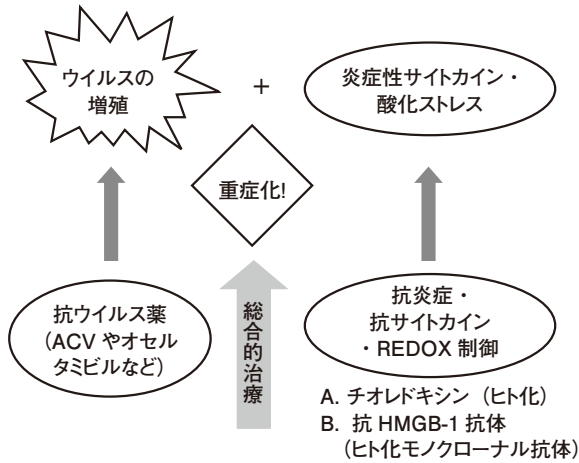 ウイルスの
増殖
+
炎症性サイトカイン・
酸化ストレス
重症化!
抗ウイルス薬
(ACV やオセル
タミビルなど)
総合的治療
抗炎症・
抗サイトカイン
・REDOX 制御
A. チオレドキシン (ヒト化)
B. 抗 HMGB-1 抗体
(ヒト化モノクローナル抗体)